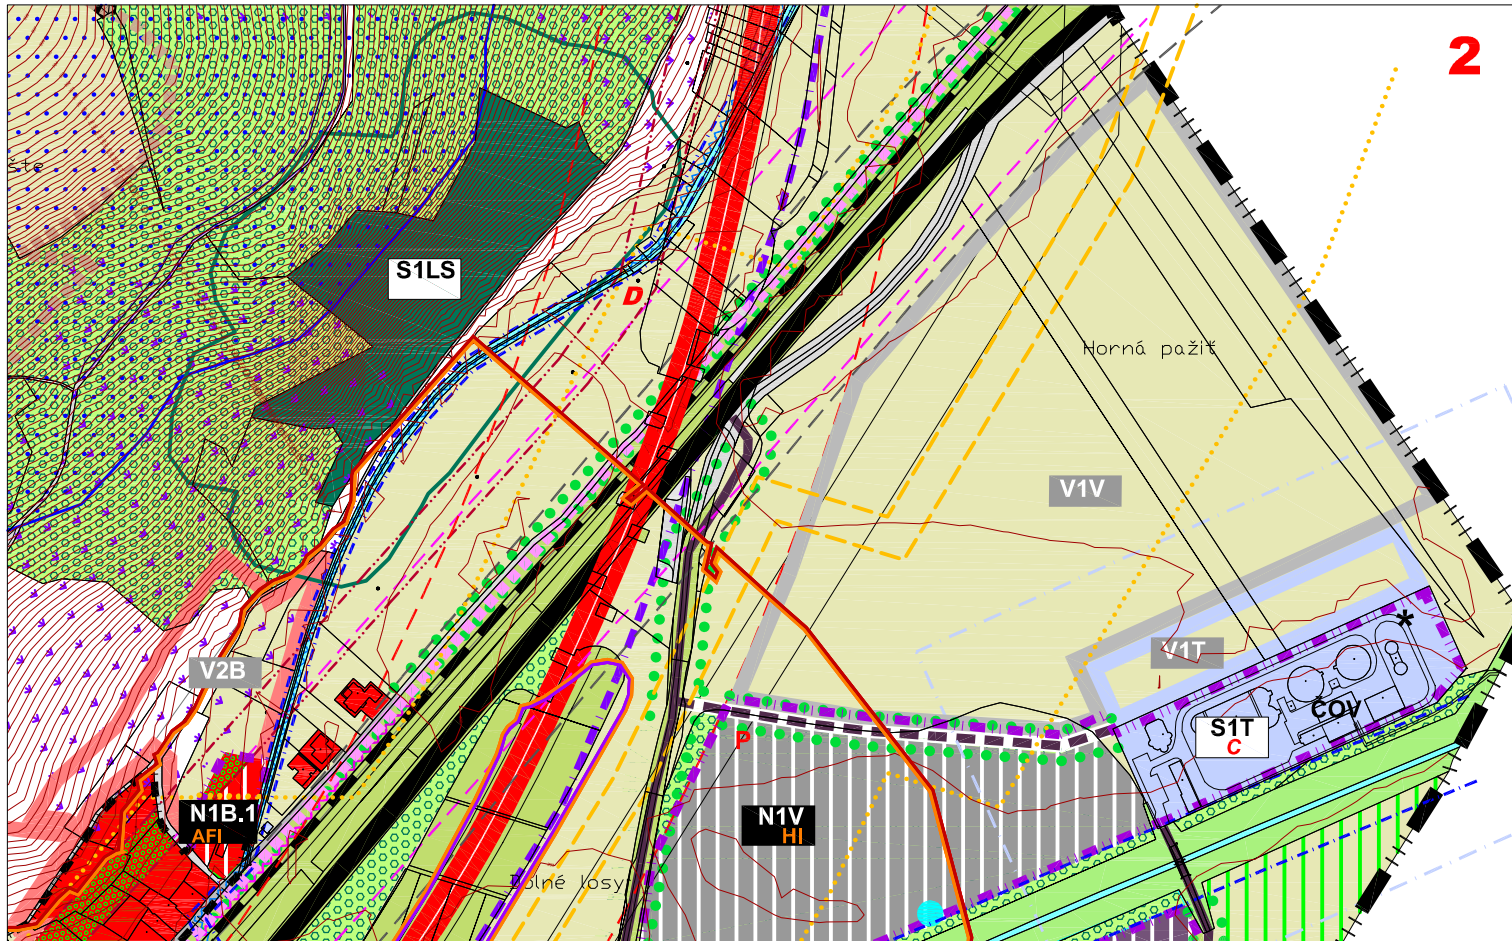 2
S1LS
D
Horná pažiť
V1V
V2B
V1T
ČOV
S1T
C
P
N1B.1
AFI
N1V
HI
Dolné losy
*